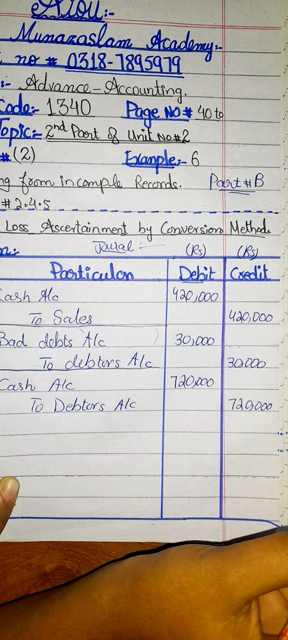 AIOU:-
Munazaslam Academy:-
no # 0318-7895979
:- Advance-Accounting.
Code:- 1340 Page No# 40 to
Topic:- 2nd Part of Unit No#2
#(2) Example:- 6
ng from incomple Records. Part#B
# 2.4.5
Loss Ascertainment by Conversion Method.
(Rs) (Rs)
Particulon Debit Credit
Cash A/c 420,000
To Sales 420,000
Bad debts A/c 30,000
To debtors A/c 30,000
Cash A/c 720,000
To Debtors A/c 720,000